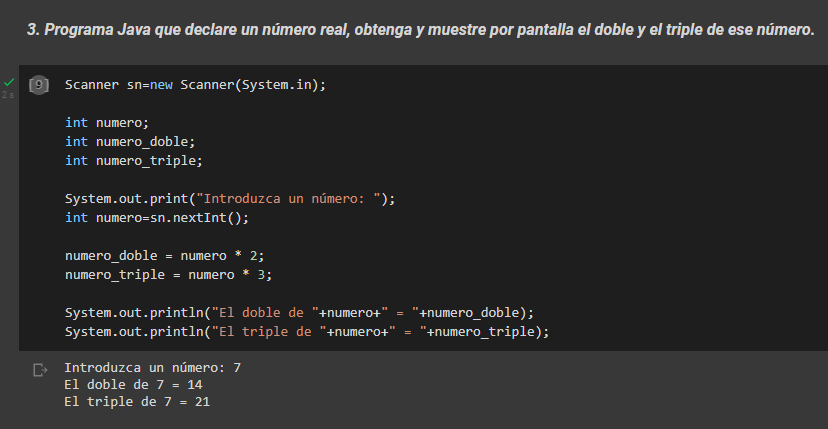 3. Programa Java que declare un número real, obtenga y muestre por pantalla el doble y el triple de ese número.
[9]
2 s
Scanner sn=new Scanner(System.in);
int numero;
int numero_doble;
int numero_triple;
System.out.print("Introduzca un número: ");
int numero=sn.nextInt();
numero_doble = numero * 2;
numero_triple = numero * 3;
System.out.println("El doble de "+numero+" = "+numero_doble);
System.out.println("El triple de "+numero+" = "+numero_triple);
Introduzca un número: 7
El doble de 7 = 14
El triple de 7 = 21